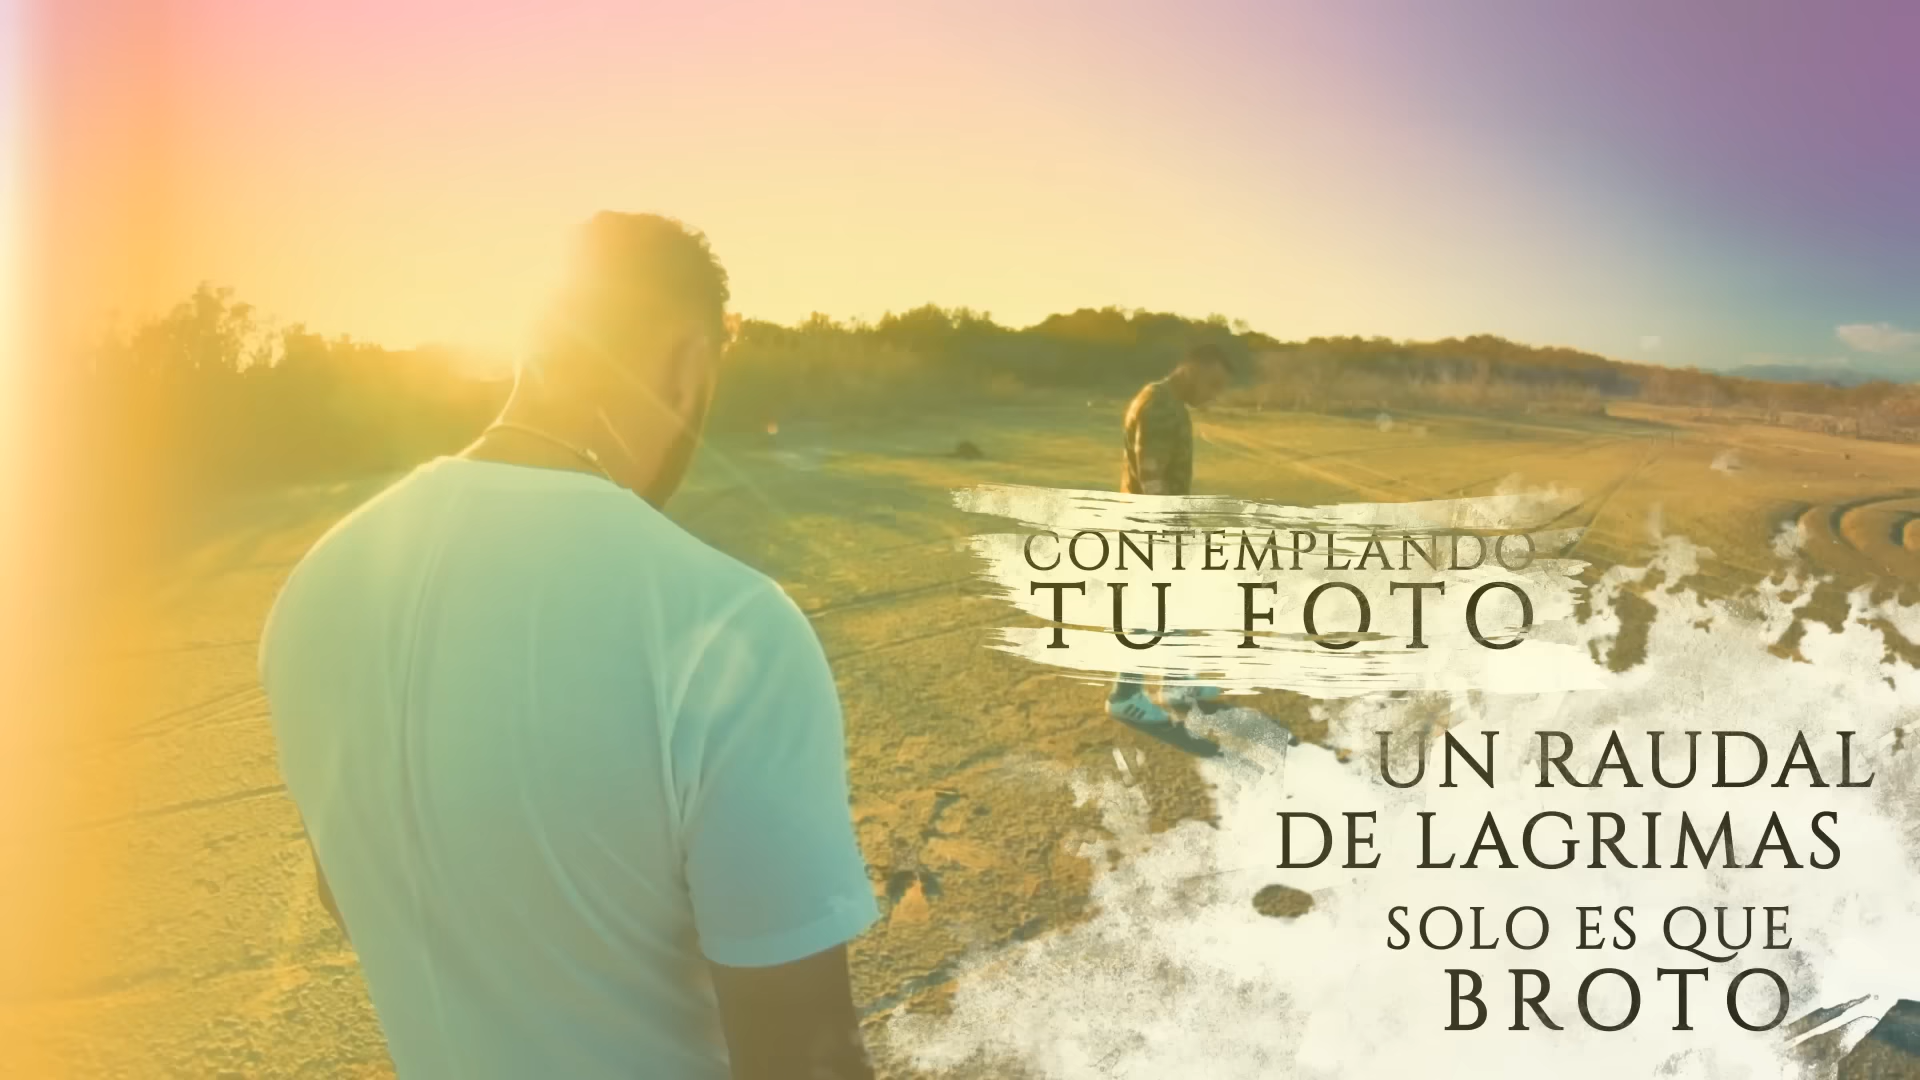 CONTEMPLANDO
TU FOTO
UN RAUDAL
DE LAGRIMAS
SOLO ES QUE
BROTO